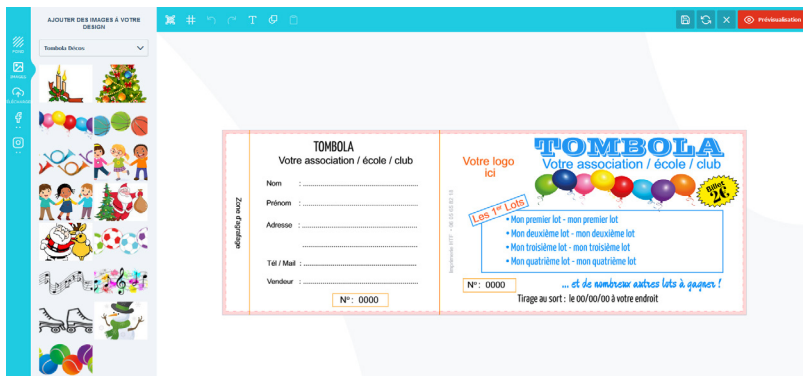 AJOUTER DES IMAGES À VOTRE
DESIGN
Tombola Décos
T
Prévisualisation
TOMBOLA
Votre association / école / club
Nom :
Prénom :
Adresse :
Tél / Mail :
Vendeur :
N° : 0000
Zone d'agrafage
Votre logo
ici
TOMBOLA
Votre association / école / club
Billet
2€
Les 1er Lots
• Mon premier lot - mon premier lot
• Mon deuxième lot - mon deuxième lot
• Mon troisième lot - mon troisième lot
• Mon quatrième lot - mon quatrième lot
N° : 0000
... et de nombreux autres lots à gagner !
Tirage au sort : le 00/00/00 à votre endroit